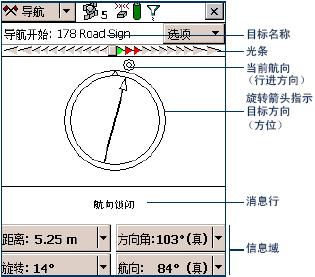 导航
5
导航开始: 178 Road Sign
选项
目标名称
光条
当前航向
(行进方向)
旋转箭头指示
目标方向
(方位)
航向锁闭
消息行
距离: 5.25 m
方向角:103°(真)
旋转: 14°
航向: 84°(真)
信息域